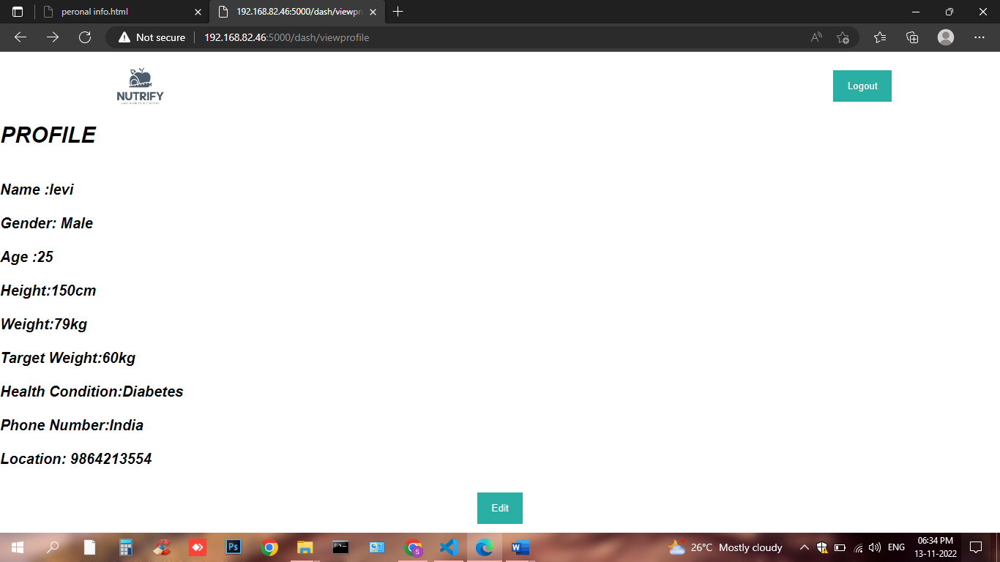 peronal info.html
192.168.82.46:5000/dash/viewpr
Not secure
192.168.82.46:5000/dash/viewprofile
NUTRIFY
Logout
PROFILE
Name :levi
Gender: Male
Age :25
Height:150cm
Weight:79kg
Target Weight:60kg
Health Condition:Diabetes
Phone Number:India
Location: 9864213554
Edit
Ps
S
W
26°C Mostly cloudy
ENG
06:34 PM
13-11-2022